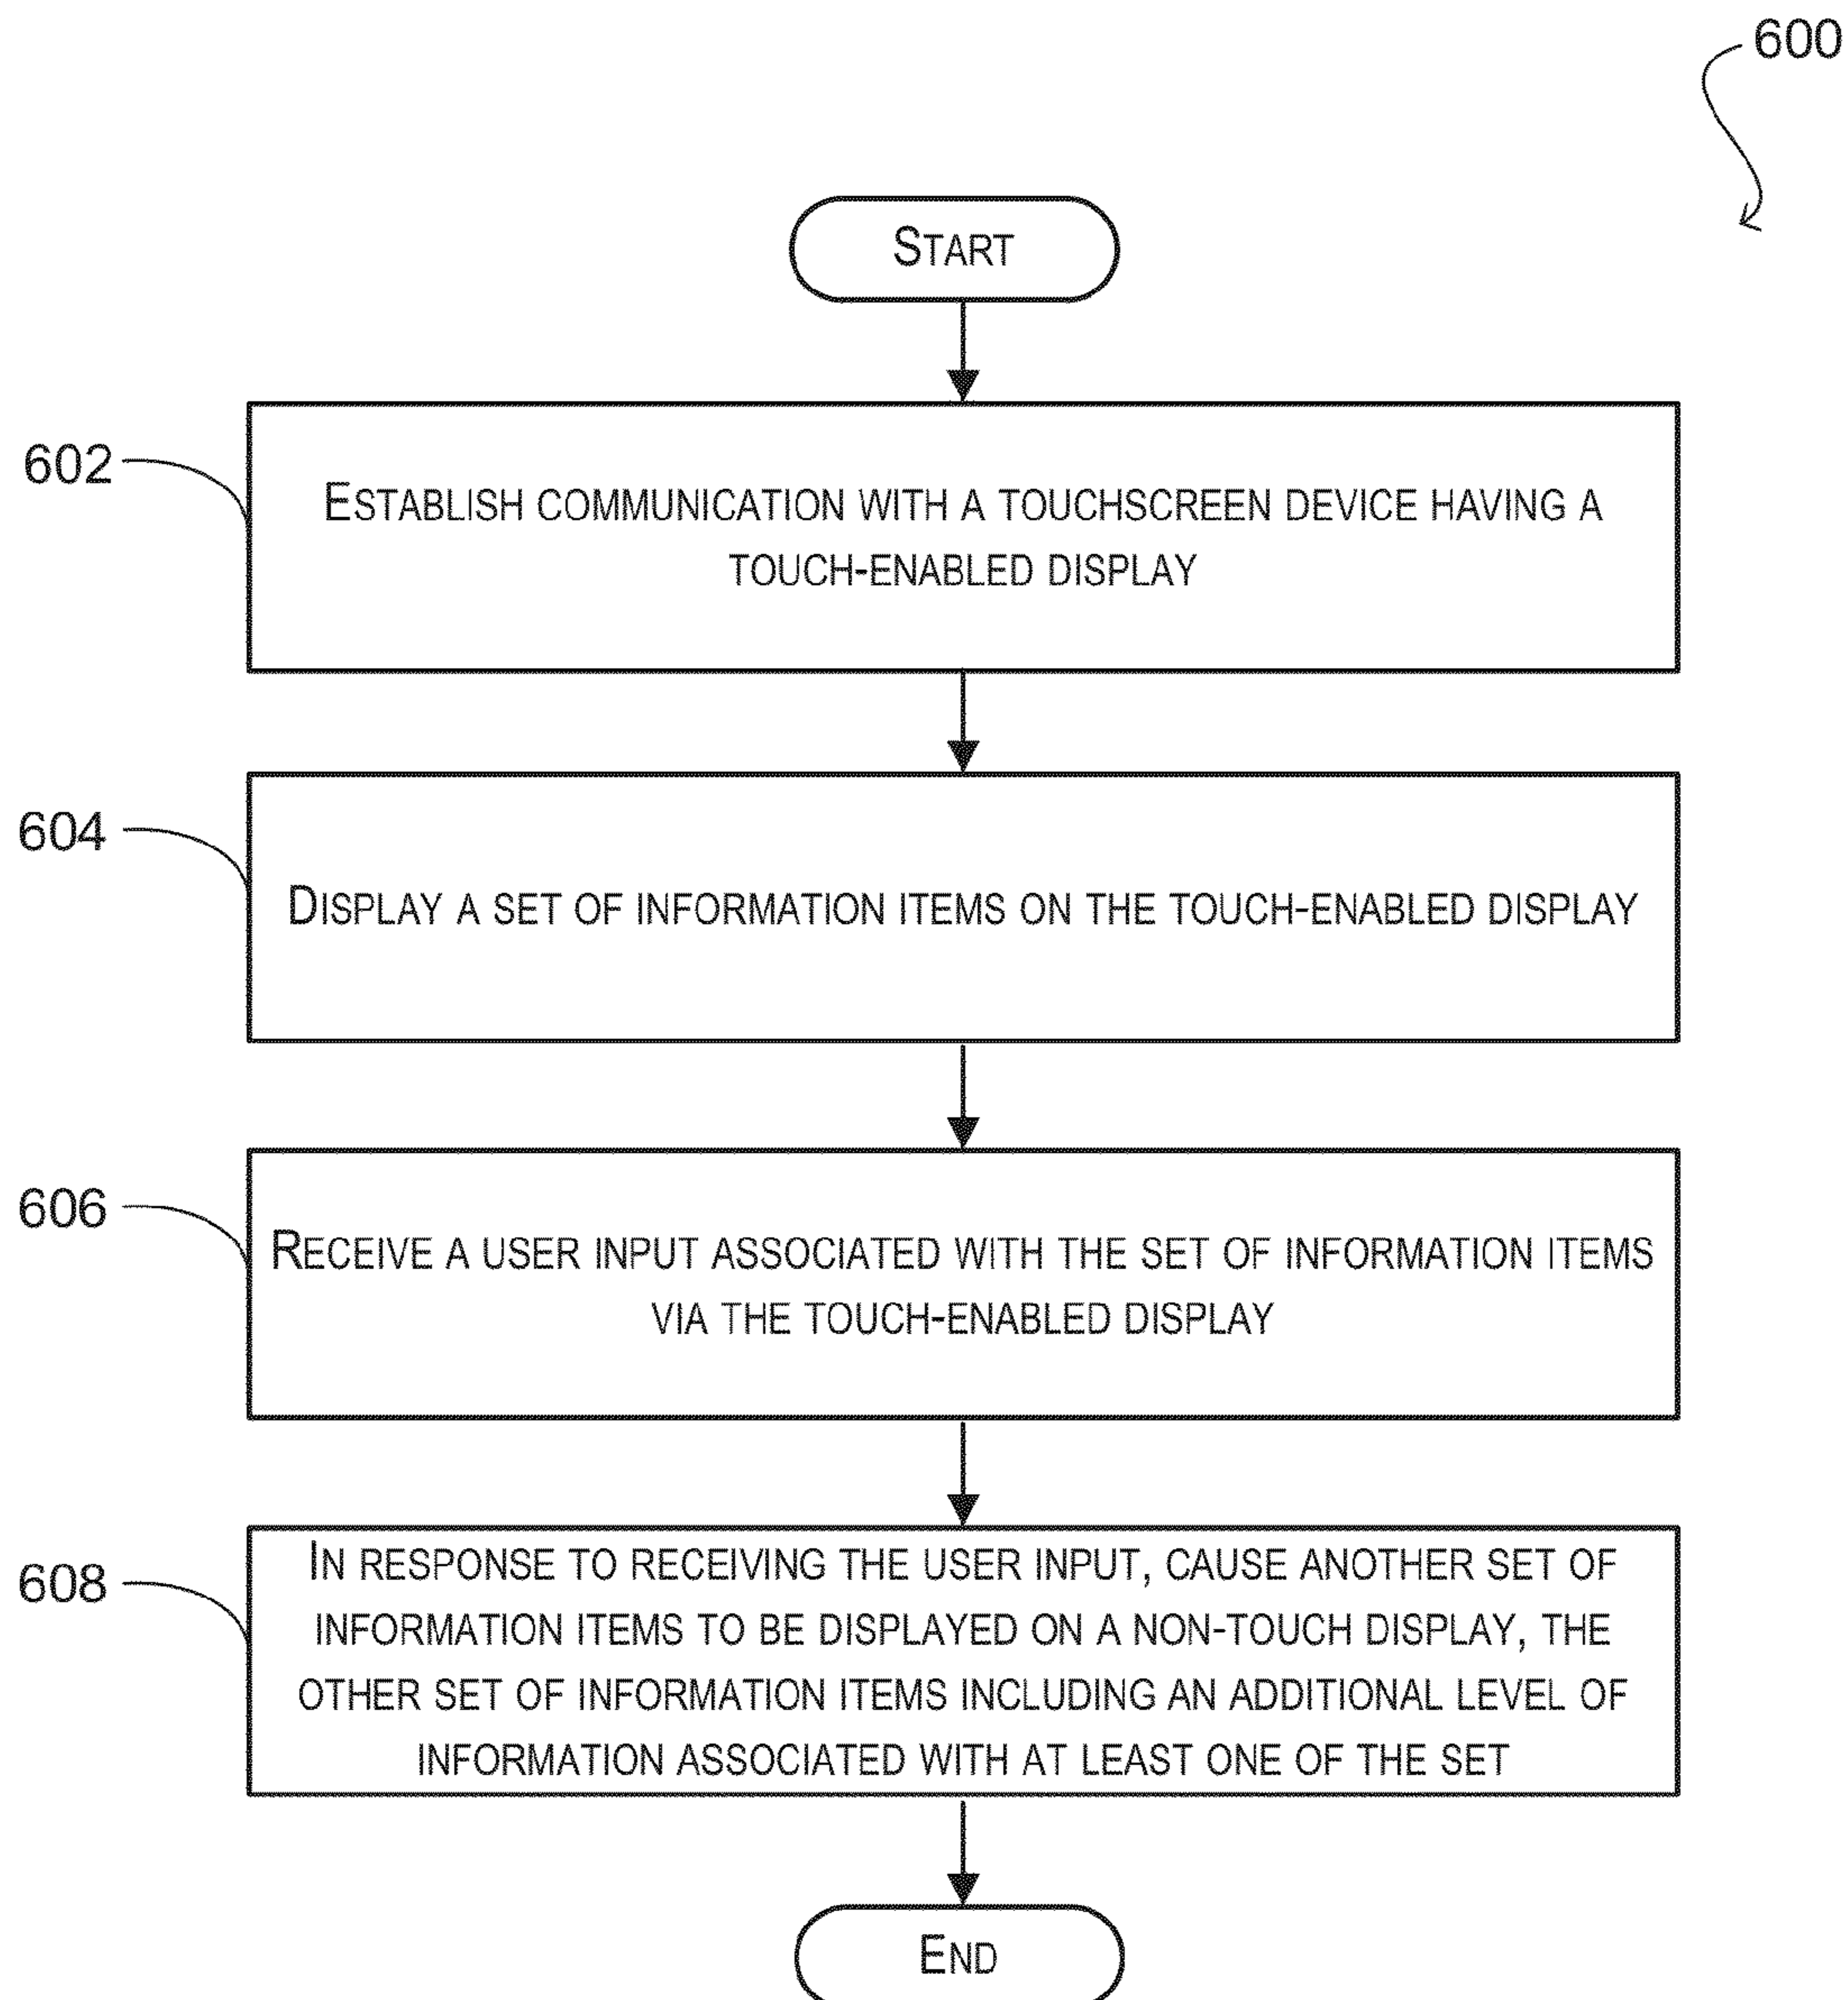 600
START
602
ESTABLISH COMMUNICATION WITH A TOUCHSCREEN DEVICE HAVING A
TOUCH-ENABLED DISPLAY
604
DISPLAY A SET OF INFORMATION ITEMS ON THE TOUCH-ENABLED DISPLAY
606
RECEIVE A USER INPUT ASSOCIATED WITH THE SET OF INFORMATION ITEMS
VIA THE TOUCH-ENABLED DISPLAY
608
IN RESPONSE TO RECEIVING THE USER INPUT, CAUSE ANOTHER SET OF
INFORMATION ITEMS TO BE DISPLAYED ON A NON-TOUCH DISPLAY, THE
OTHER SET OF INFORMATION ITEMS INCLUDING AN ADDITIONAL LEVEL OF
INFORMATION ASSOCIATED WITH AT LEAST ONE OF THE SET
END